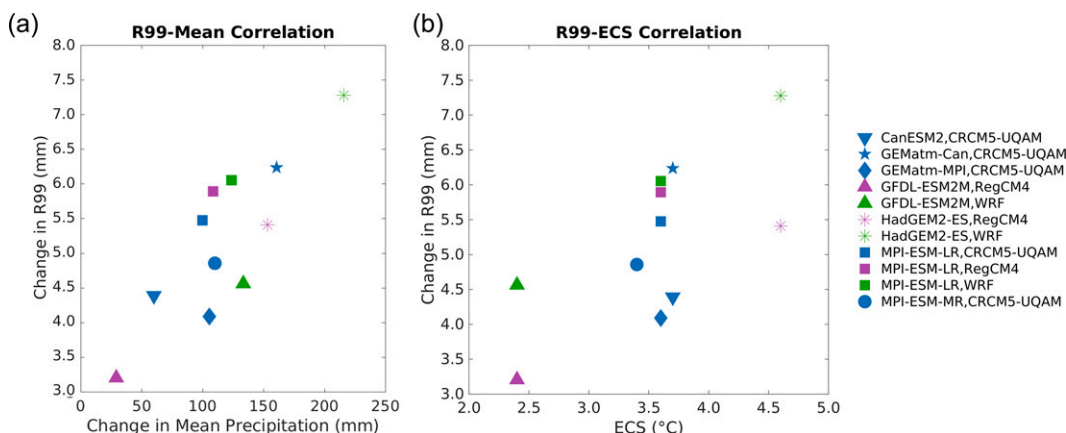 (a)
R99-Mean Correlation
8.0
7.5
7.0
6.5
6.0
5.5
5.0
4.5
4.0
3.5
3.0
Change in R99 (mm)
0
50
100
150
200
250
Change in Mean Precipitation (mm)
(b)
R99-ECS Correlation
8.0
7.5
7.0
6.5
6.0
5.5
5.0
4.5
4.0
3.5
3.0
Change in R99 (mm)
2.0
2.5
3.0
3.5
4.0
4.5
5.0
ECS (°C)
CanESM2,CRCM5-UQAM
GEMatm-Can,CRCM5-UQAM
GEMatm-MPI,CRCM5-UQAM
GFDL-ESM2M,RegCM4
GFDL-ESM2M,WRF
HadGEM2-ES,RegCM4
HadGEM2-ES,WRF
MPI-ESM-LR,CRCM5-UQAM
MPI-ESM-LR,RegCM4
MPI-ESM-LR,WRF
MPI-ESM-MR,CRCM5-UQAM